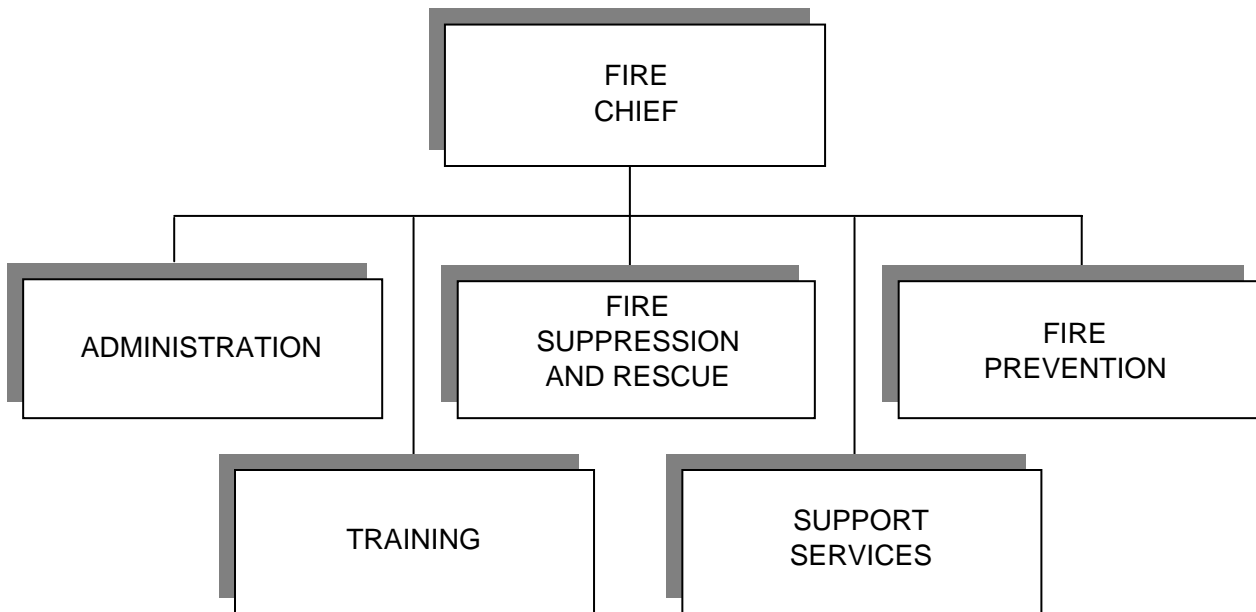 FIRE
CHIEF
ADMINISTRATION
FIRE
SUPPRESSION
AND RESCUE
FIRE
PREVENTION
TRAINING
SUPPORT
SERVICES